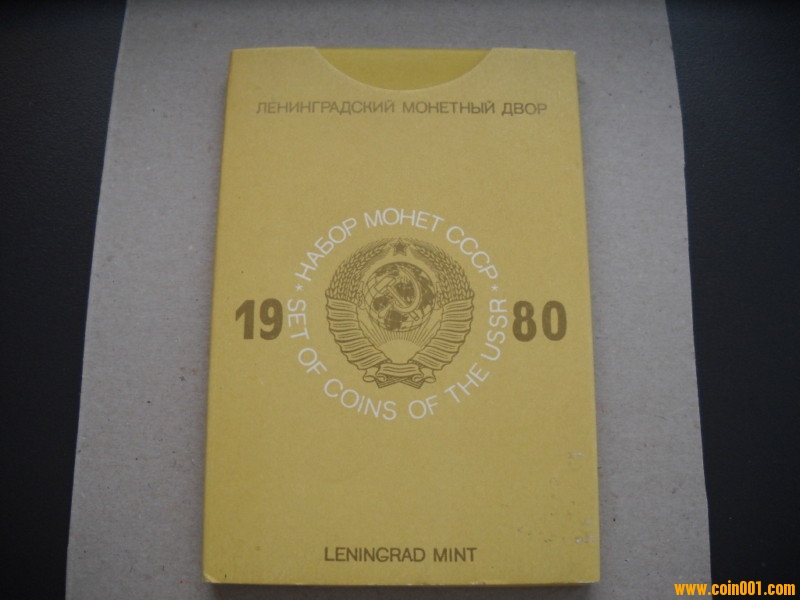 ЛЕНИНГРАДСКИЙ МОНЕТНЫЙ ДВОР
* НАБОР МОНЕТ СССР *
19 80
SET OF COINS OF THE USSR
LENINGRAD MINT
www.coin001.com